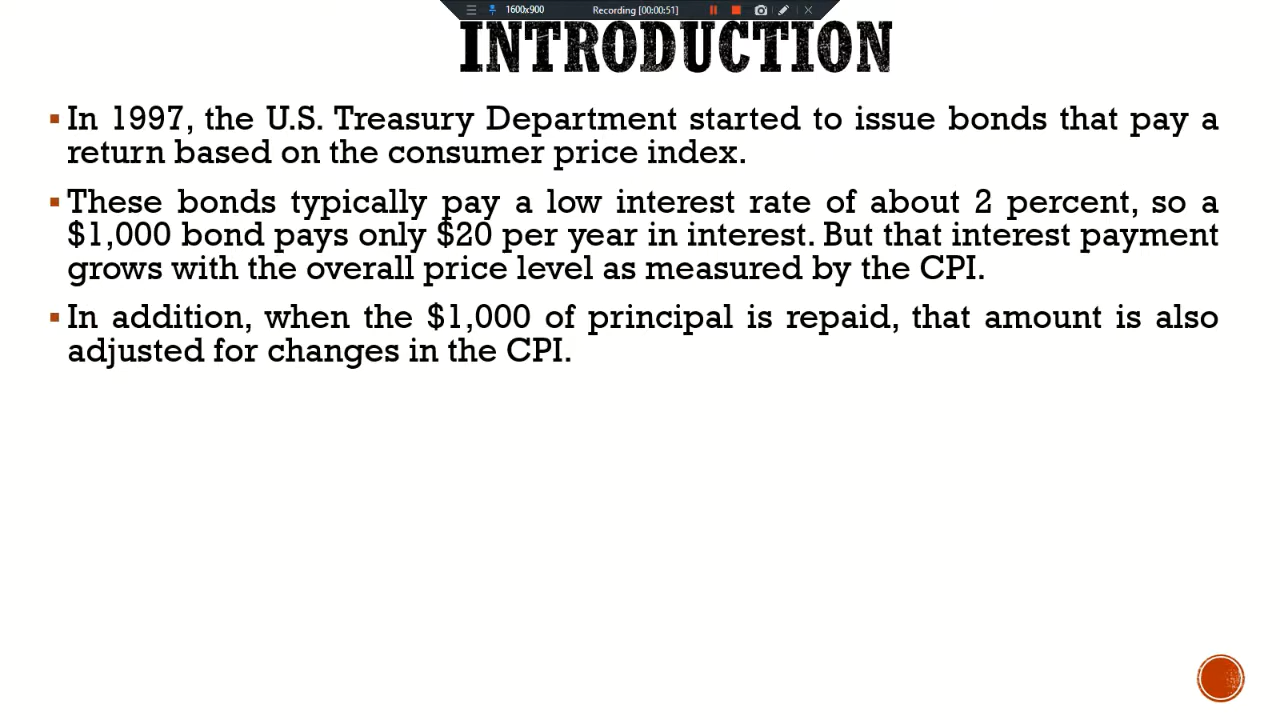 1600x900
Recording [00:00:51]
INTRODUCTION
▪ In 1997, the U.S. Treasury Department started to issue bonds that pay a
return based on the consumer price index.
▪ These bonds typically pay a low interest rate of about 2 percent, so a
$1,000 bond pays only $20 per year in interest. But that interest payment
grows with the overall price level as measured by the CPI.
▪ In addition, when the $1,000 of principal is repaid, that amount is also
adjusted for changes in the CPI.